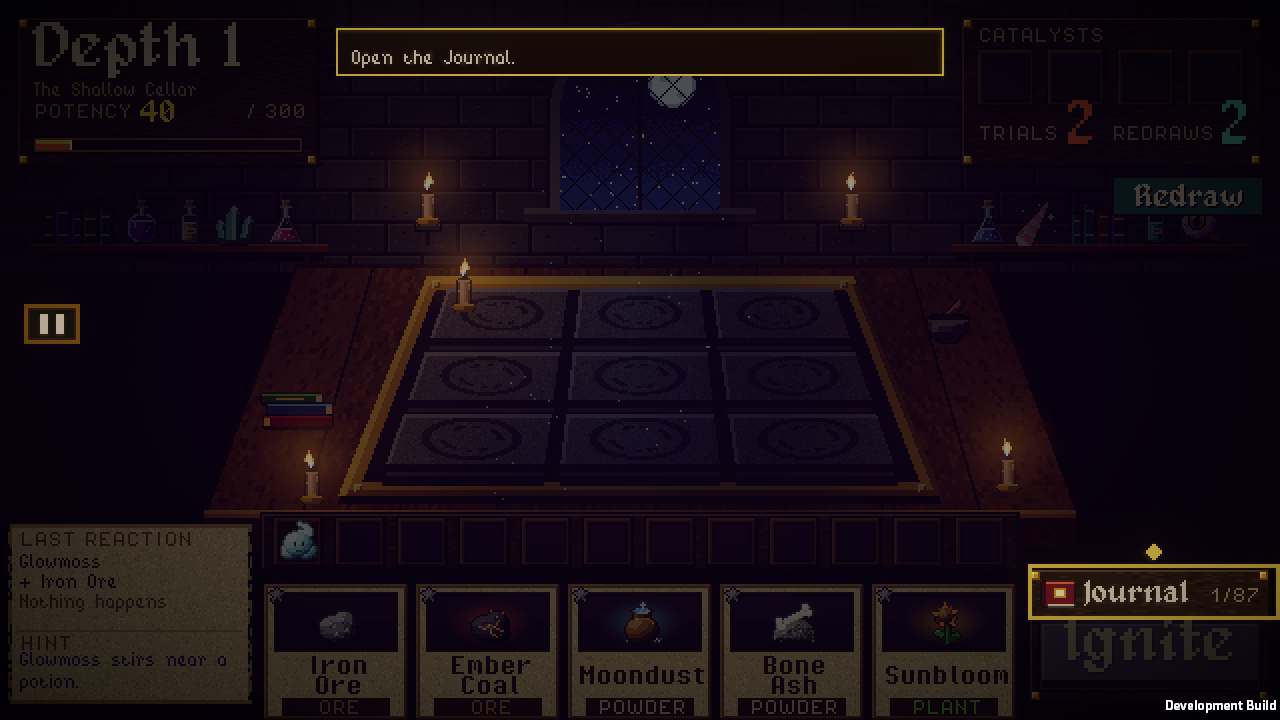 Depth 1
The Shallow Cellar
POTENCY 40 / 300
Open the Journal.
CATALYSTS
TRIALS 2 REDRAWS 2
Redraw
LAST REACTION
Glowmoss
+ Iron Ore
Nothing happens
HINT
Glowmoss stirs near a
potion.
Iron
Ore
ORE
Ember
Coal
ORE
Moondust
POWDER
Bone
Ash
POWDER
Sunbloom
PLANT
Journal 1/87
Ignite
Development Build